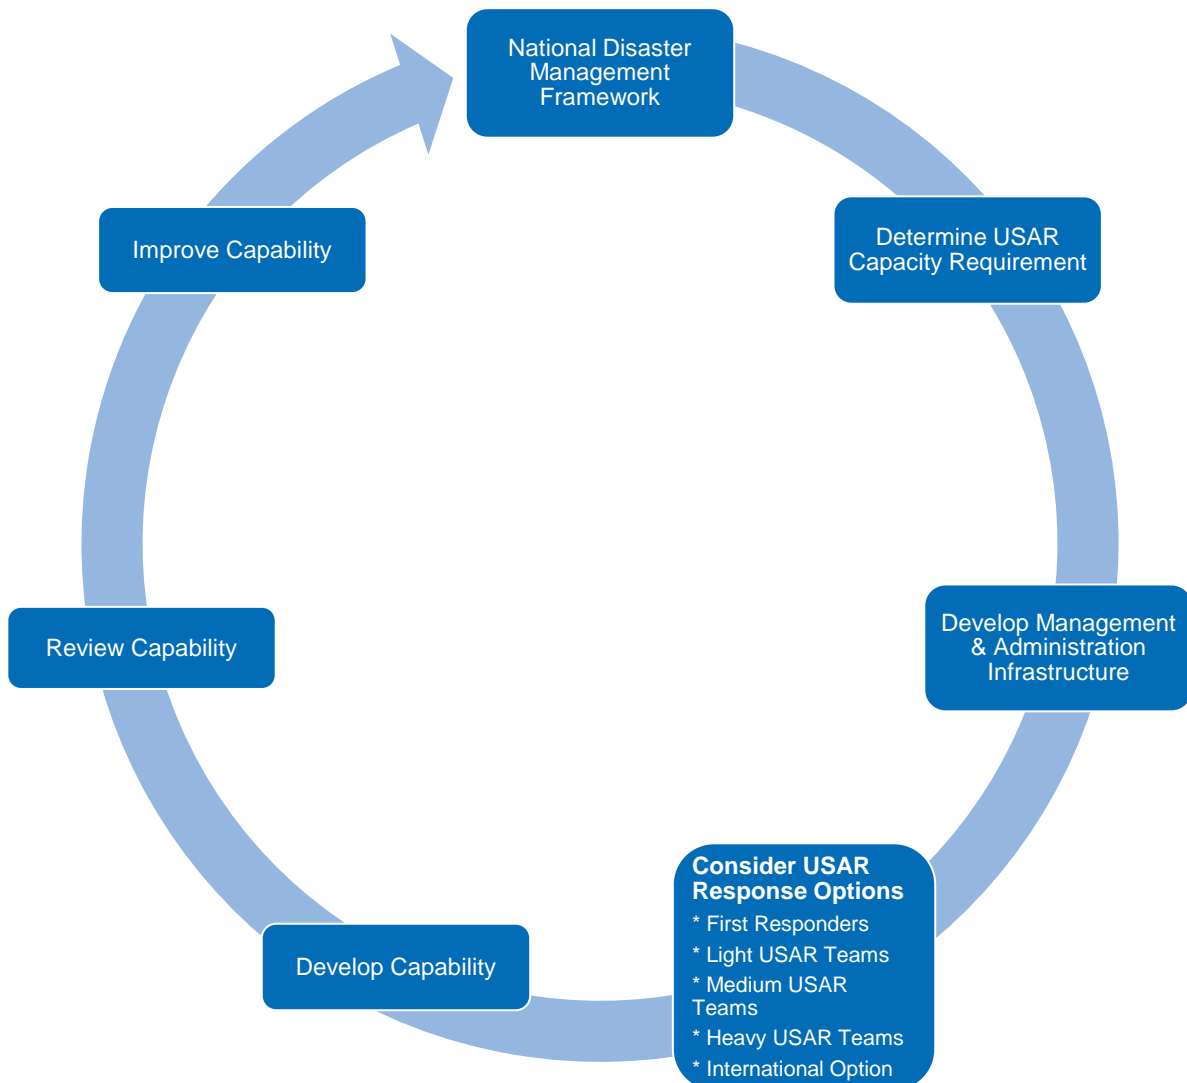 National Disaster
Management
Framework
Determine USAR
Capacity Requirement
Develop Management
& Administration
Infrastructure
Consider USAR
Response Options
* First Responders
* Light USAR Teams
* Medium USAR
Teams
* Heavy USAR Teams
* International Option
Develop Capability
Review Capability
Improve Capability